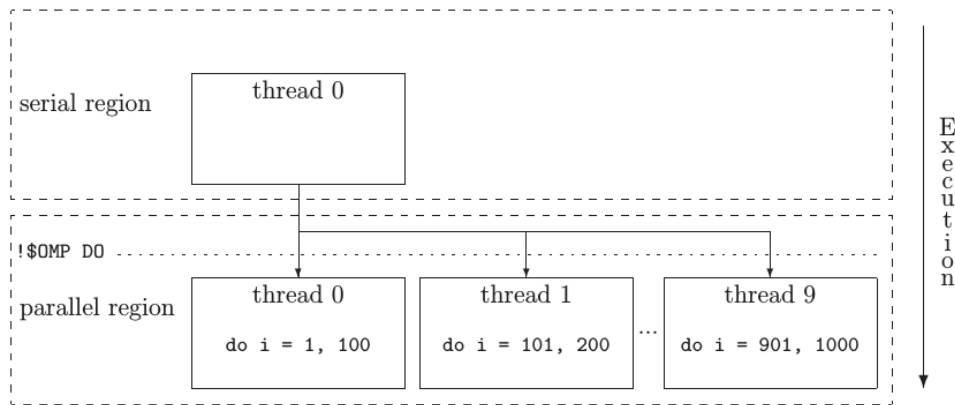 thread 0
serial region
Execution
!$OMP DO
thread 0
thread 1
thread 9
parallel region
...
do i = 1, 100
do i = 101, 200
do i = 901, 1000